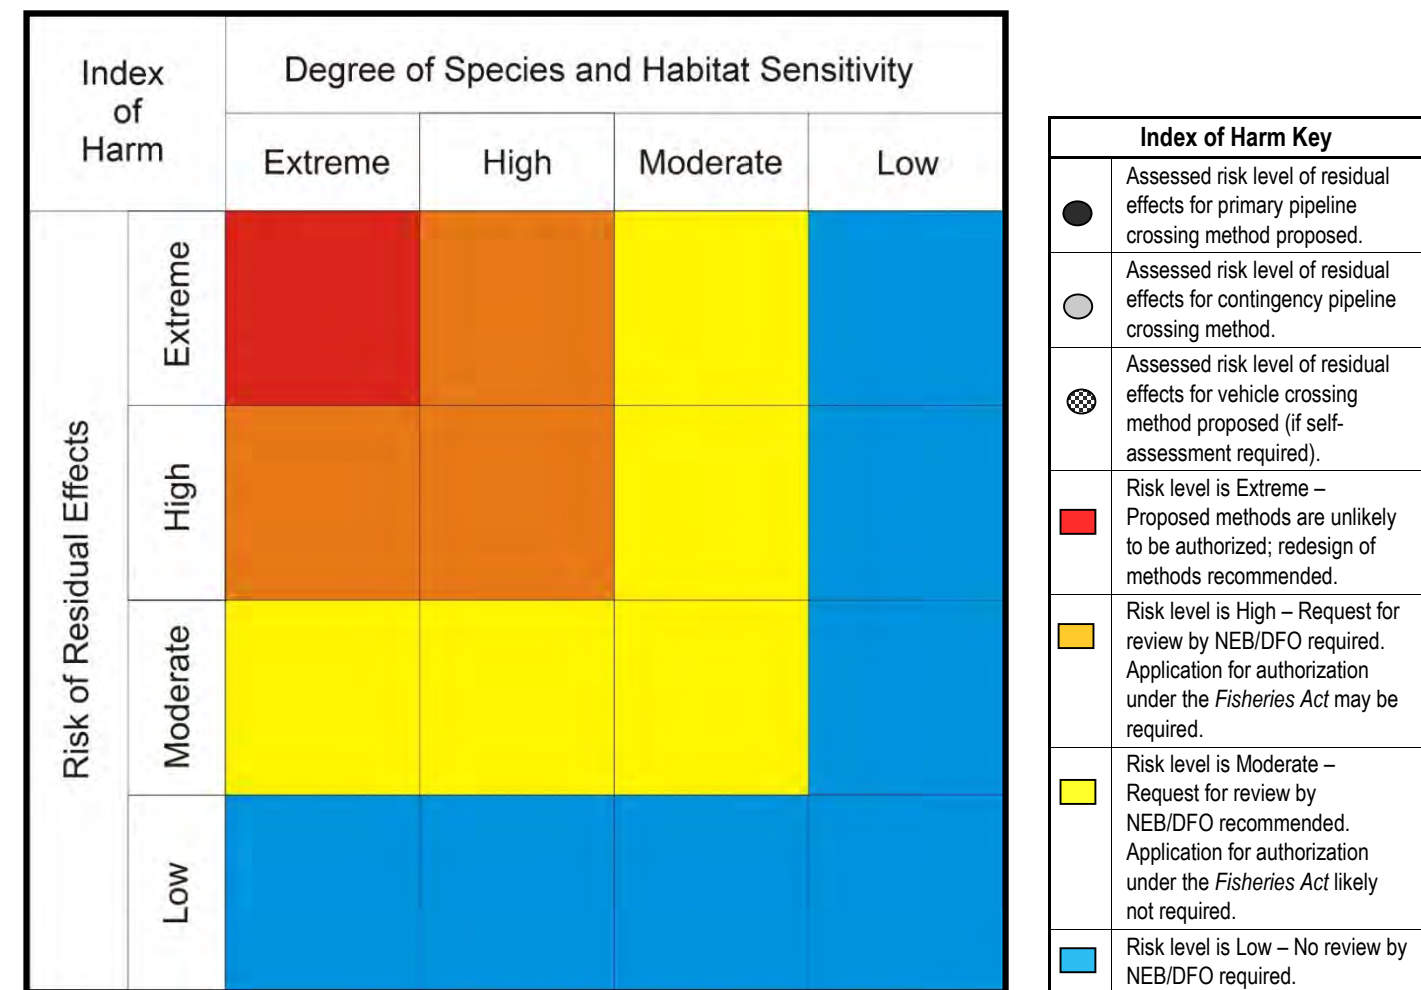 Index
of
Harm
Degree of Species and Habitat Sensitivity
Extreme
High
Moderate
Low
Risk of Residual Effects
Extreme
High
Moderate
Low
Index of Harm Key
Assessed risk level of residual
effects for primary pipeline
crossing method proposed.
Assessed risk level of residual
effects for contingency pipeline
crossing method.
Assessed risk level of residual
effects for vehicle crossing
method proposed (if self-
assessment required).
Risk level is Extreme –
Proposed methods are unlikely
to be authorized; redesign of
methods recommended.
Risk level is High – Request for
review by NEB/DFO required.
Application for authorization
under the Fisheries Act may be
required.
Risk level is Moderate –
Request for review by
NEB/DFO recommended.
Application for authorization
under the Fisheries Act likely
not required.
Risk level is Low – No review by
NEB/DFO required.